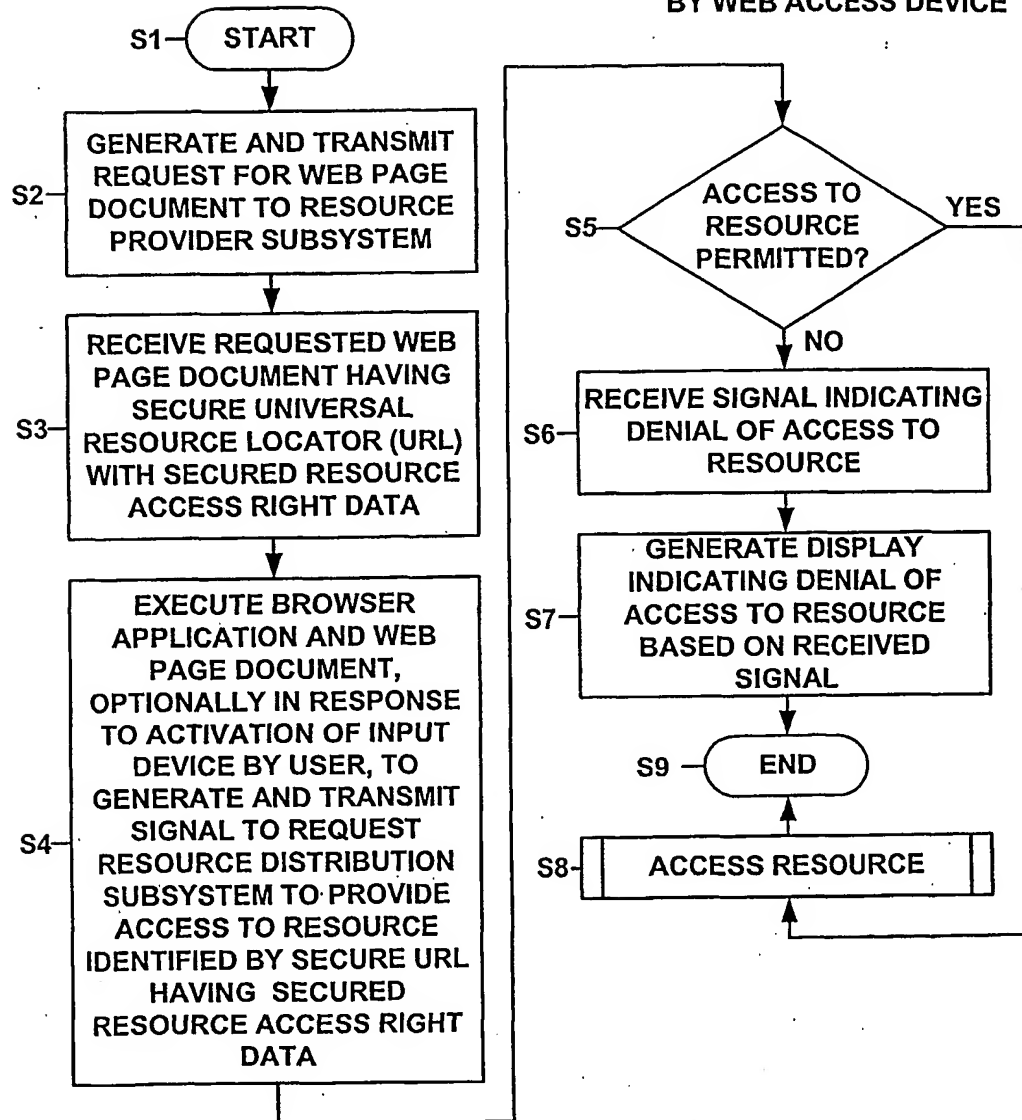 BY WEB ACCESS DEVICE
S1
START
S2
GENERATE AND TRANSMIT
REQUEST FOR WEB PAGE
DOCUMENT TO RESOURCE
PROVIDER SUBSYSTEM
S3
RECEIVE REQUESTED WEB
PAGE DOCUMENT HAVING
SECURE UNIVERSAL
RESOURCE LOCATOR (URL)
WITH SECURED RESOURCE
ACCESS RIGHT DATA
S4
EXECUTE BROWSER
APPLICATION AND WEB
PAGE DOCUMENT,
OPTIONALLY IN RESPONSE
TO ACTIVATION OF INPUT
DEVICE BY USER, TO
GENERATE AND TRANSMIT
SIGNAL TO REQUEST
RESOURCE DISTRIBUTION
SUBSYSTEM TO PROVIDE
ACCESS TO RESOURCE
IDENTIFIED BY SECURE URL
HAVING SECURED
RESOURCE ACCESS RIGHT
DATA
S5
ACCESS TO
RESOURCE
PERMITTED?
YES
NO
S6
RECEIVE SIGNAL INDICATING
DENIAL OF ACCESS TO
RESOURCE
S7
GENERATE DISPLAY
INDICATING DENIAL OF
ACCESS TO RESOURCE
BASED ON RECEIVED
SIGNAL
S9
END
S8
ACCESS RESOURCE